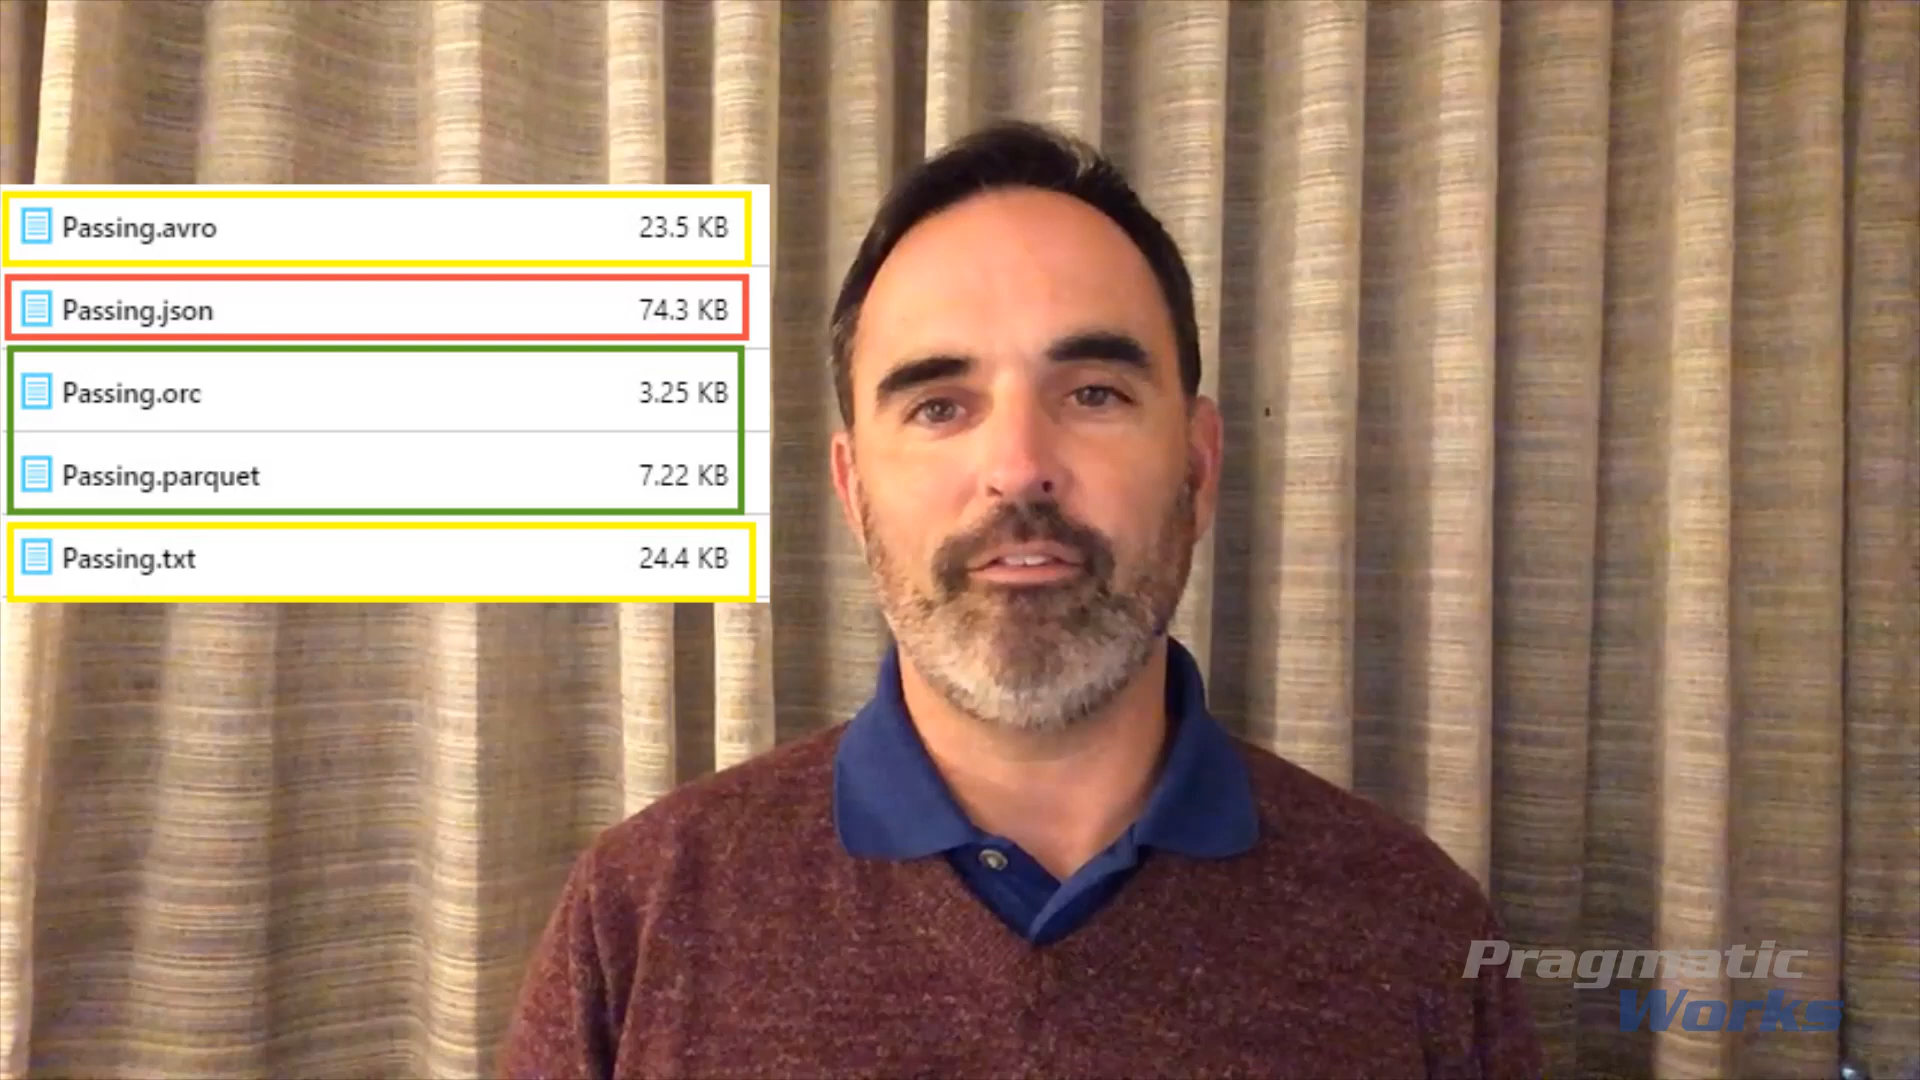 Passing.avro 23.5 KB
Passing.json 74.3 KB
Passing.orc 3.25 KB
Passing.parquet 7.22 KB
Passing.txt 24.4 KB
Pragmatic
Works